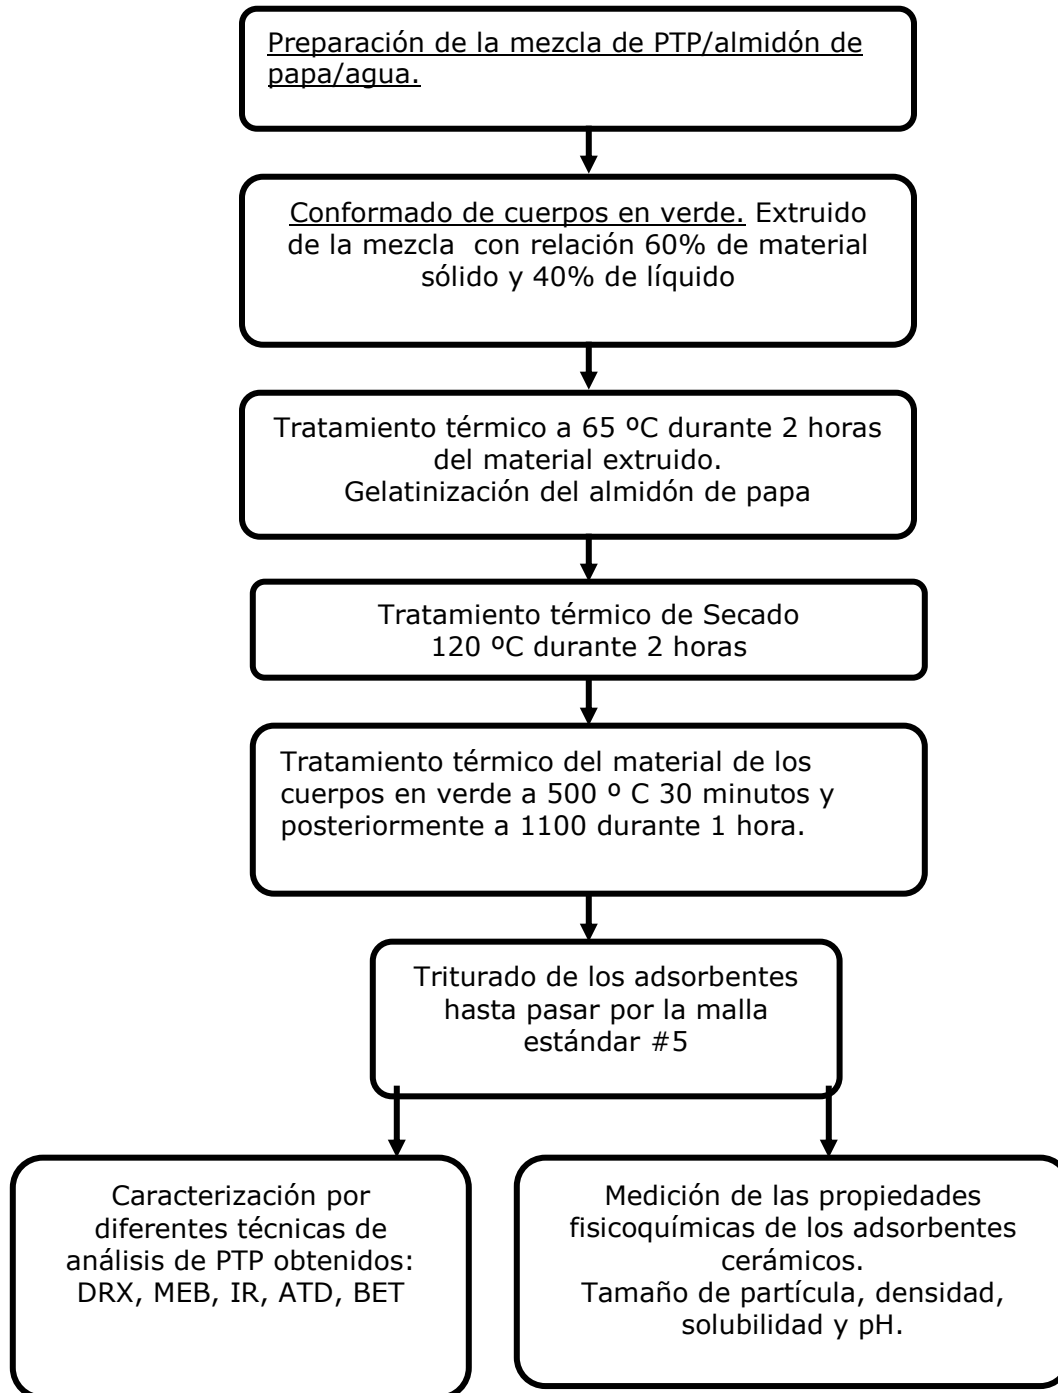 Preparación de la mezcla de PTP/almidón de
papa/agua.
Conformado de cuerpos en verde. Extruido
de la mezcla  con relación 60% de material
sólido y 40% de líquido
Tratamiento térmico a 65 ºC durante 2 horas
del material extruido.
Gelatinización del almidón de papa
Tratamiento térmico de Secado
120 ºC durante 2 horas
Tratamiento térmico del material de los
cuerpos en verde a 500 º C 30 minutos y
posteriormente a 1100 durante 1 hora.
Triturado de los adsorbentes
hasta pasar por la malla
estándar #5
Caracterización por
diferentes técnicas de
análisis de PTP obtenidos:
DRX, MEB, IR, ATD, BET
Medición de las propiedades
fisicoquímicas de los adsorbentes
cerámicos.
Tamaño de partícula, densidad,
solubilidad y pH.